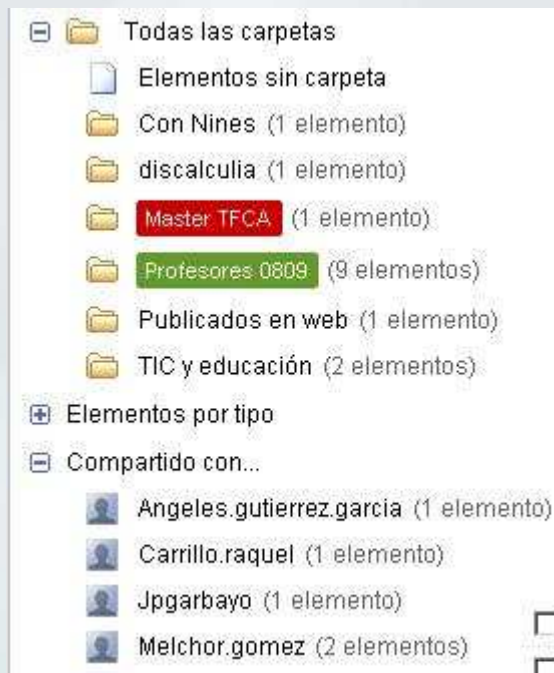 Todas las carpetas
Elementos sin carpeta
Con Nines (1 elemento)
discalculia (1 elemento)
Master TFCA (1 elemento)
Profesores 0809 (9 elementos)
Publicados en web (1 elemento)
TIC y educación (2 elementos)
Elementos por tipo
Compartido con...
Angeles.gutierrez.garcia (1 elemento)
Carrillo.raquel (1 elemento)
Jpgarbayo (1 elemento)
Melchor.gomez (2 elementos)